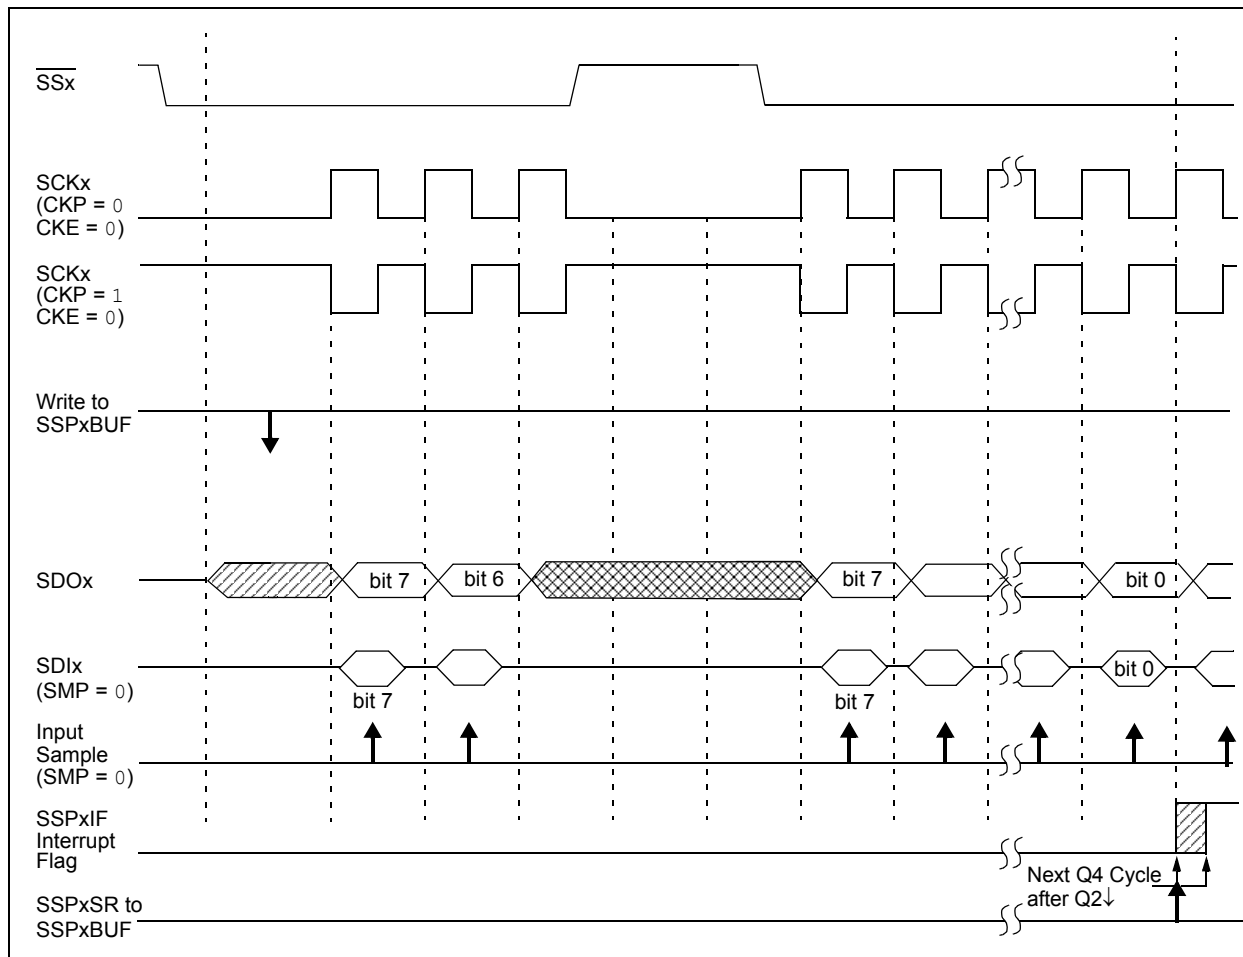 SSx
SCKx
(CKP = 0
CKE = 0)
SCKx
(CKP = 1
CKE = 0)
Write to
SSPxBUF
SDOx
bit 7
bit 6
bit 7
bit 0
SDIx
(SMP = 0)
bit 7
bit 7
bit 0
Input
Sample
(SMP = 0)
SSPxIF
Interrupt
Flag
Next Q4 Cycle
after Q2↓
SSPxSR to
SSPxBUF